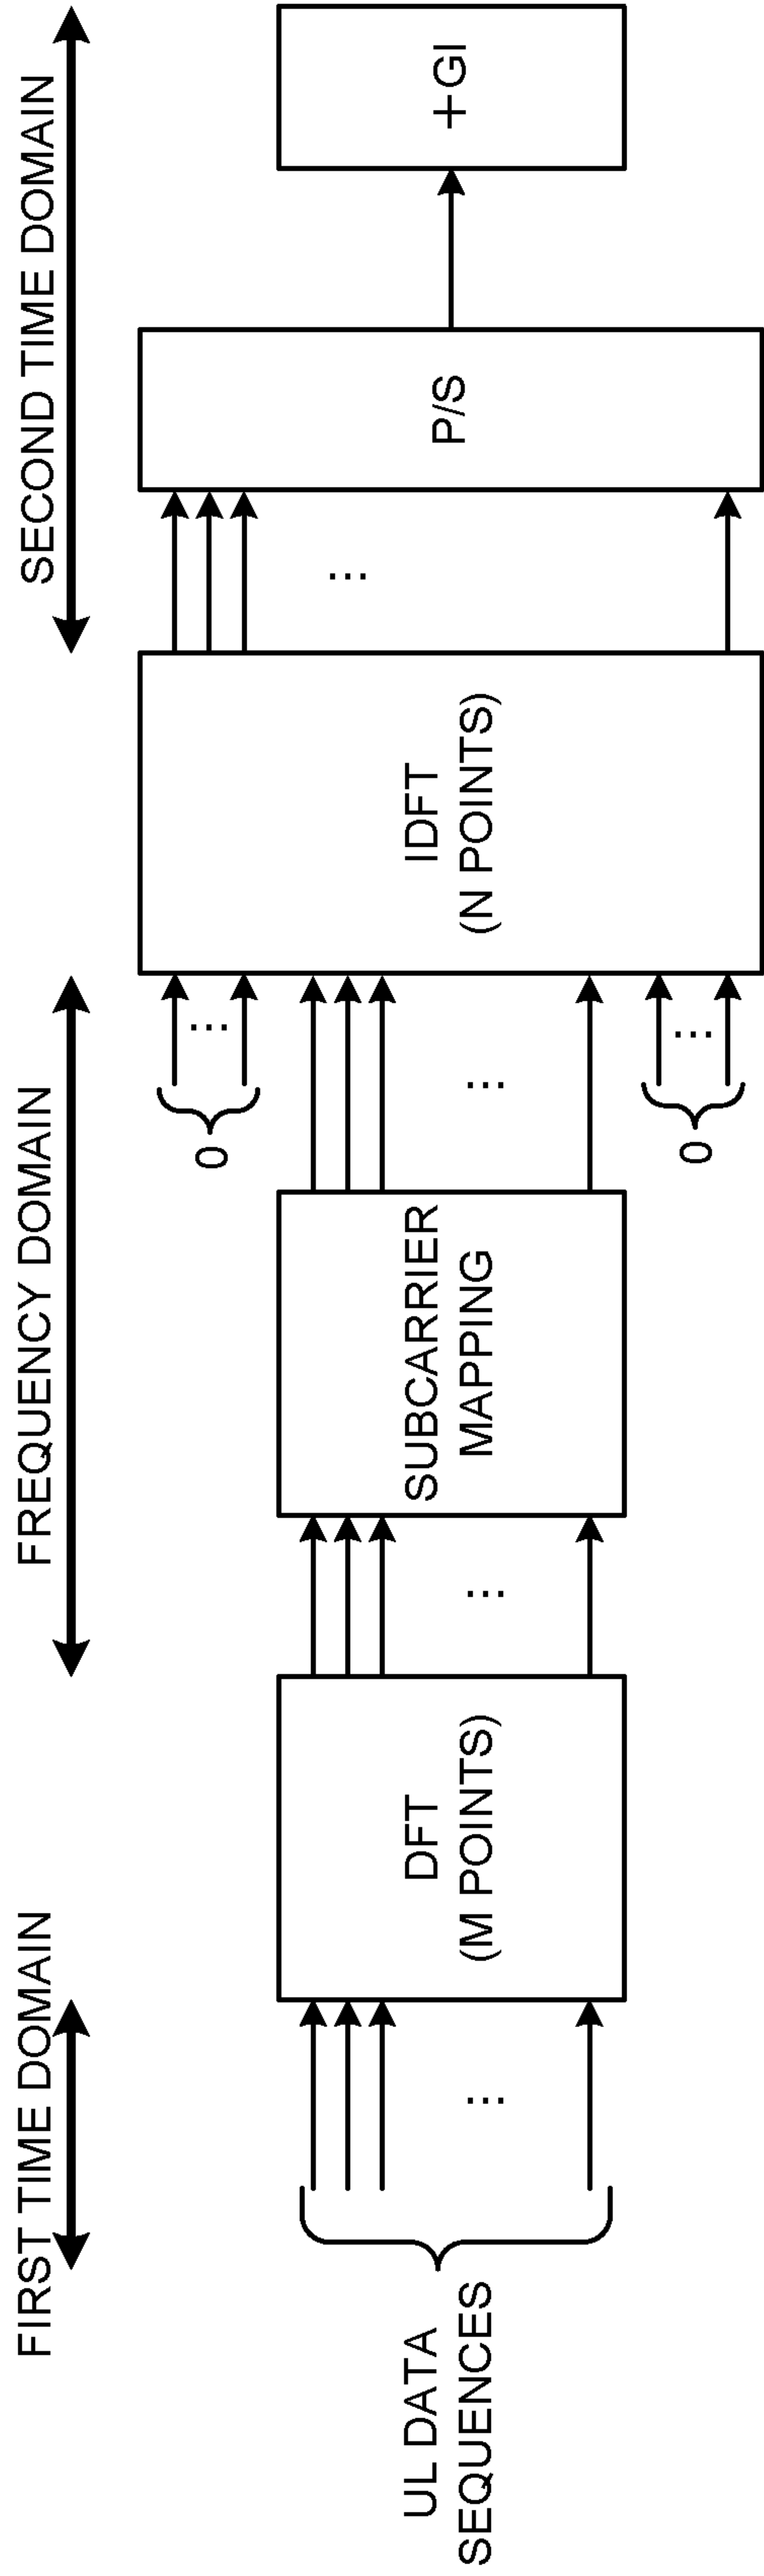 FIRST TIME DOMAIN
FREQUENCY DOMAIN
SECOND TIME DOMAIN
UL DATA
SEQUENCES
...
DFT
(M POINTS)
...
SUBCARRIER
MAPPING
0
...
...
0
...
IDFT
(N POINTS)
...
P/S
+GI